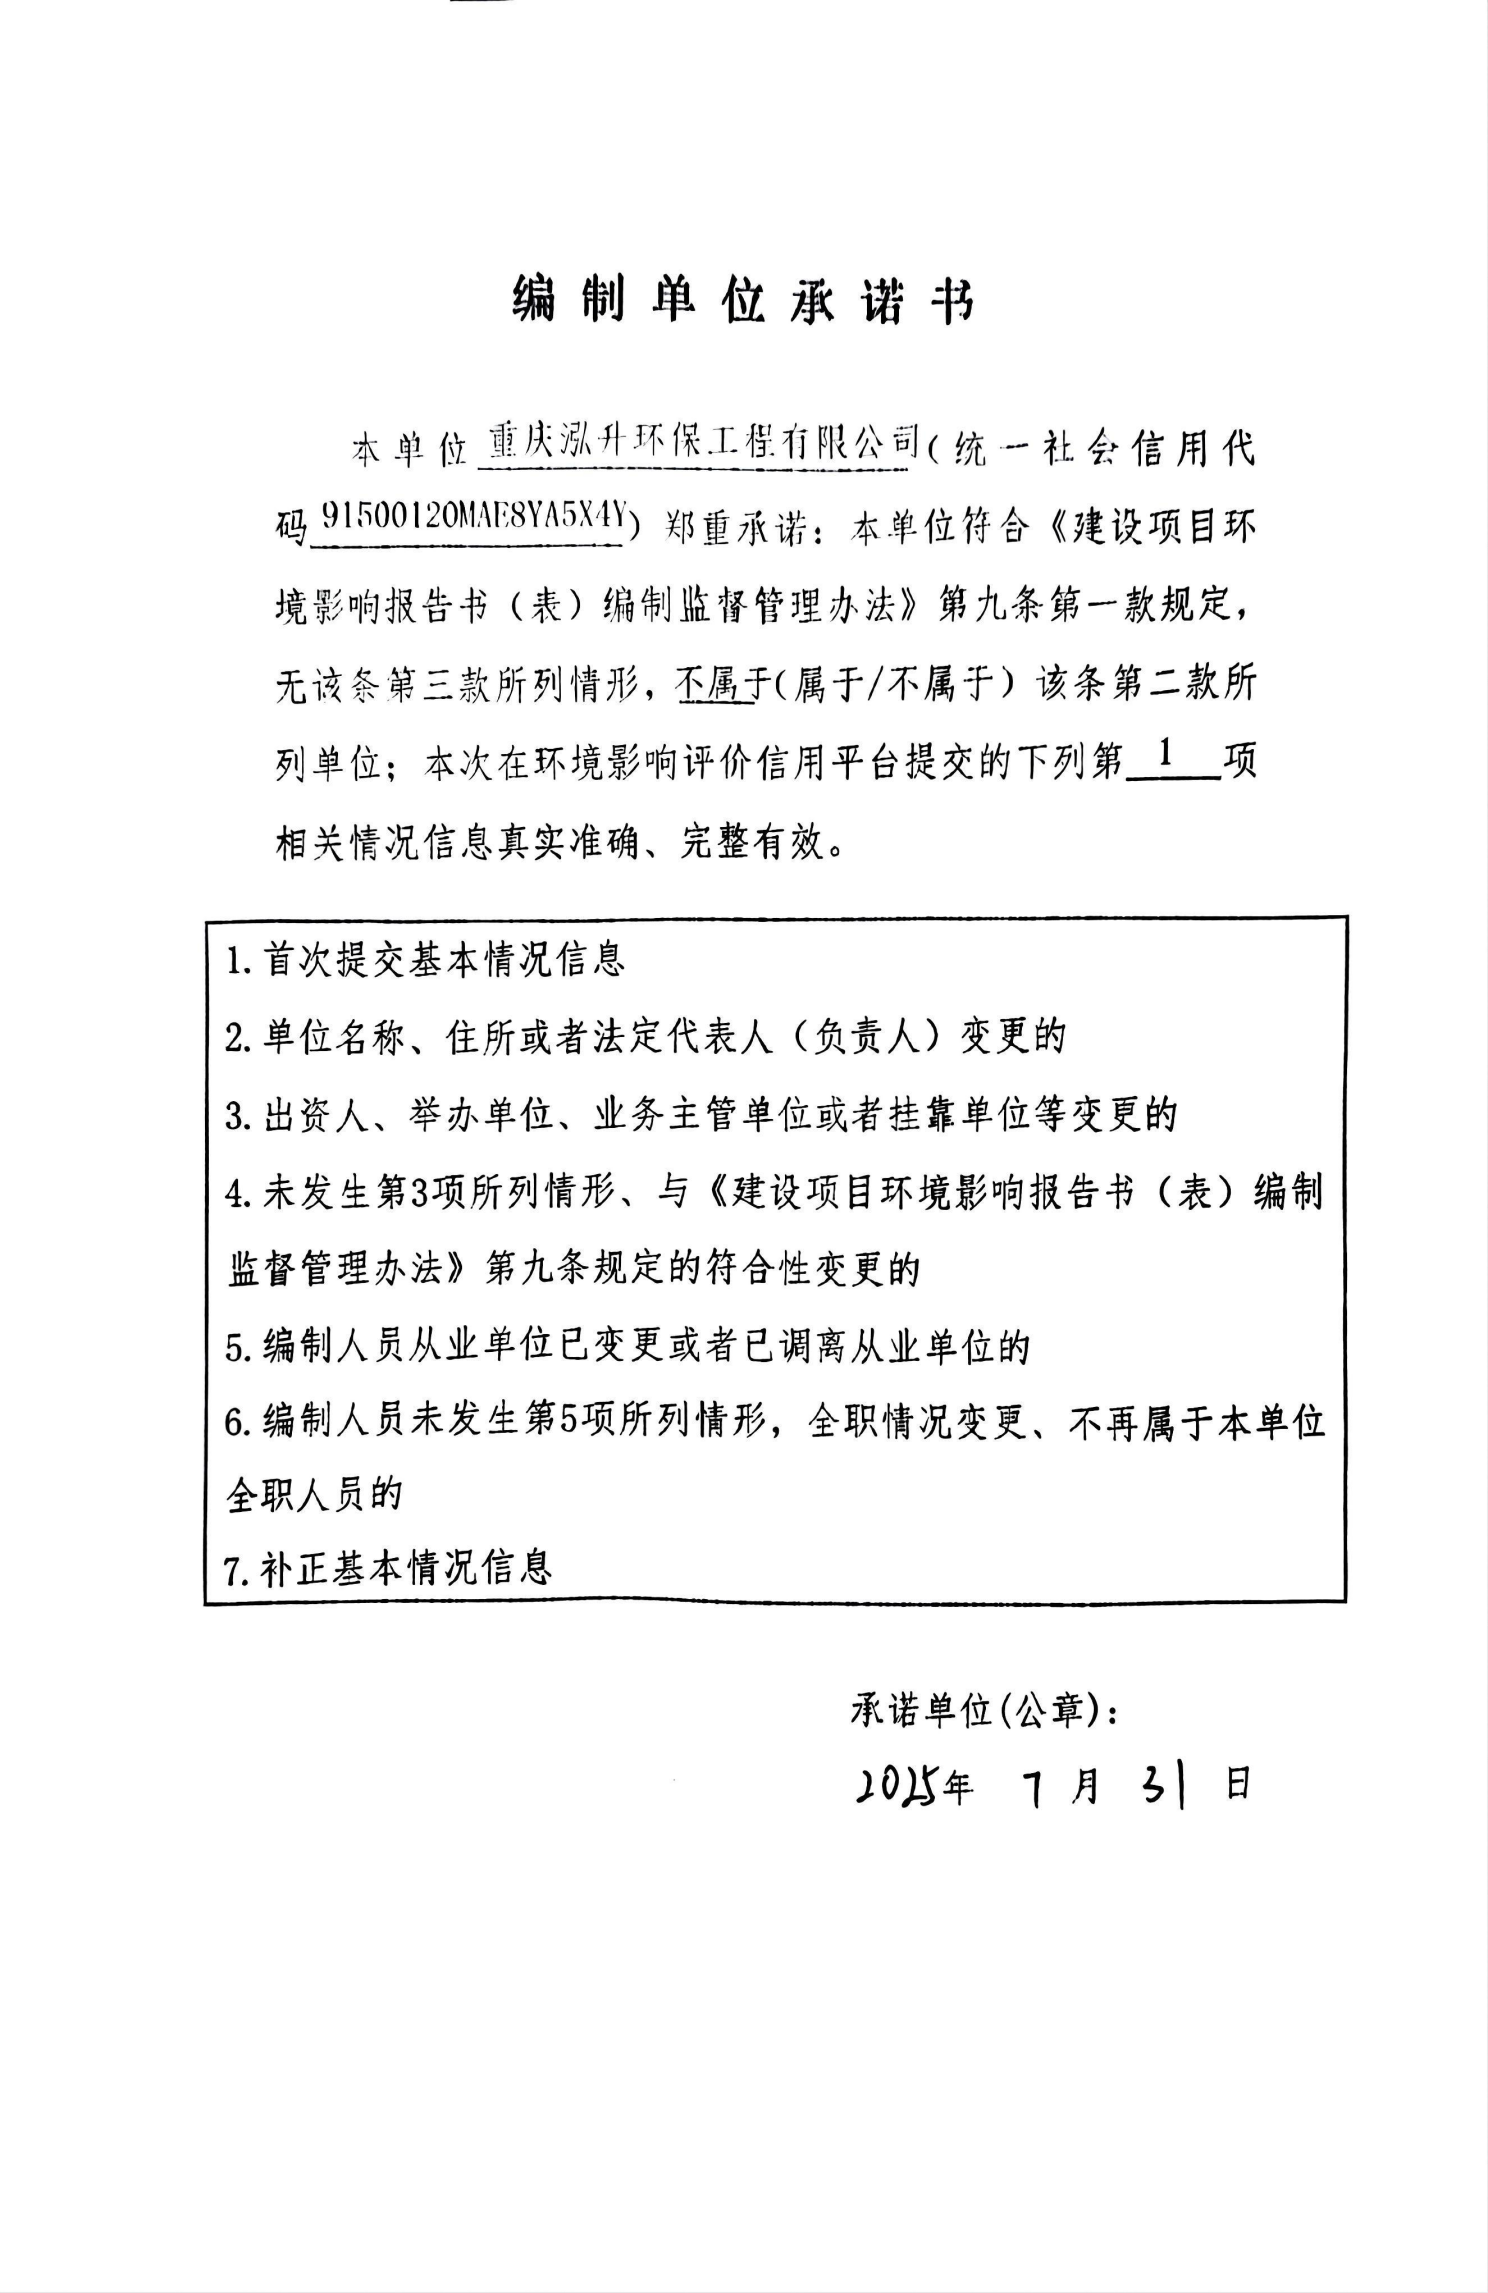 编制单位承诺书
本单位重庆泓升环保工程有限公司(统一社会信用代
码91500120MAE8YA5X4Y)郑重承诺：本单位符合《建设项目环
境影响报告书（表）编制监督管理办法》第九条第一款规定，
无该条第三款所列情形，不属于(属于/不属于）该条第二款所
列单位；本次在环境影响评价信用平台提交的下列第1项
相关情况信息真实准确、完整有效。
1.首次提交基本情况信息
2.单位名称、住所或者法定代表人（负责人）变更的
3.出资人、举办单位、业务主管单位或者挂靠单位等变更的
4.未发生第3项所列情形、与《建设项目环境影响报告书（表）编制
监督管理办法》第九条规定的符合性变更的
5.编制人员从业单位已变更或者已调离从业单位的
6.编制人员未发生第5项所列情形，全职情况变更、不再属于本单位
全职人员的
7.补正基本情况信息
承诺单位(公章)：
2025年 7月 31日